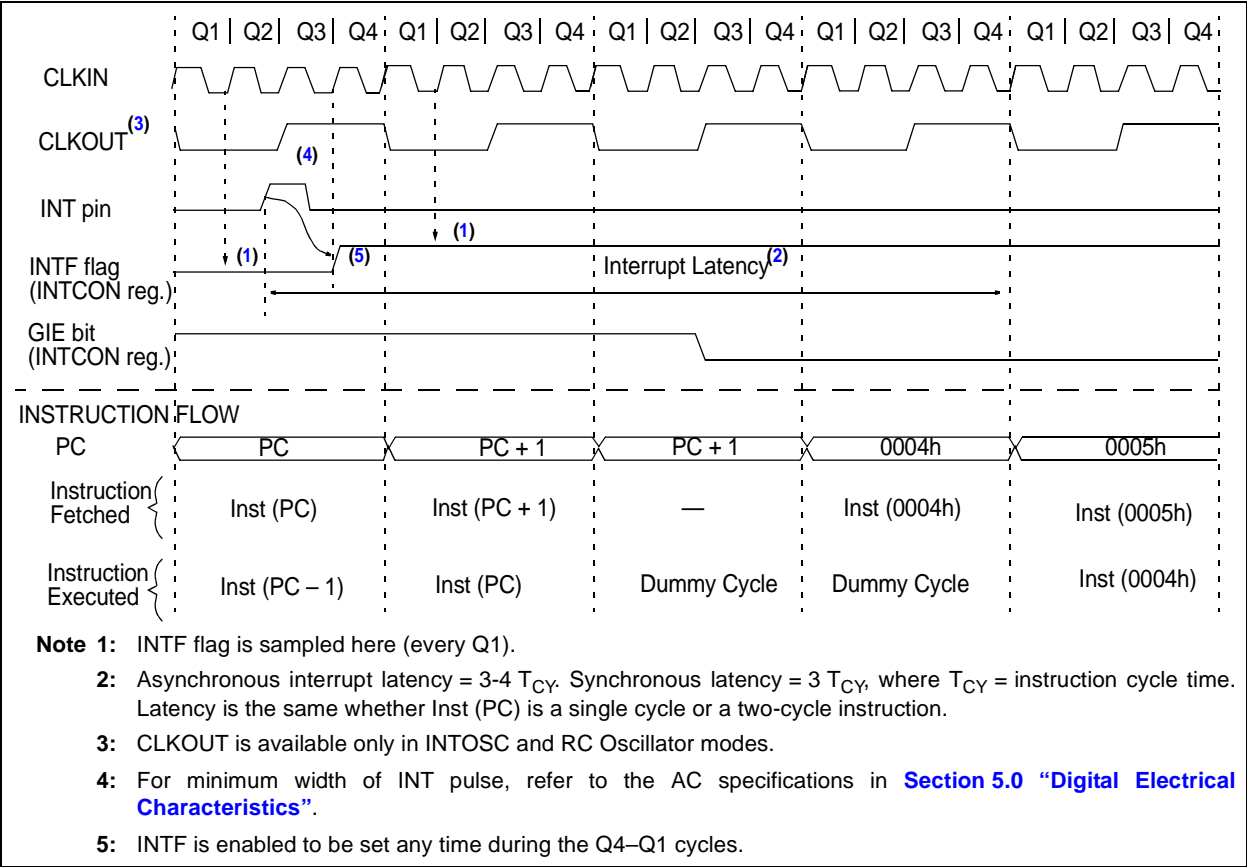 Q1 | Q2 | Q3 | Q4 Q1 | Q2 | Q3 | Q4 Q1 | Q2 | Q3 | Q4 Q1 | Q2 | Q3 | Q4 Q1 | Q2 | Q3 | Q4
CLKIN
CLKOUT(3)
(4)
INT pin
(1)
(1) (5)
INTF flag
(INTCON reg.)
Interrupt Latency(2)
GIE bit
(INTCON reg.)
INSTRUCTION FLOW
PC PC PC + 1 PC + 1 0004h 0005h
Instruction
Fetched
Inst (PC) Inst (PC + 1) — Inst (0004h) Inst (0005h)
Instruction
Executed
Inst (PC – 1) Inst (PC) Dummy Cycle Dummy Cycle Inst (0004h)
Note 1: INTF flag is sampled here (every Q1).
2: Asynchronous interrupt latency = 3-4 TCY. Synchronous latency = 3 TCY, where TCY = instruction cycle time.
Latency is the same whether Inst (PC) is a single cycle or a two-cycle instruction.
3: CLKOUT is available only in INTOSC and RC Oscillator modes.
4: For minimum width of INT pulse, refer to the AC specifications in Section 5.0 “Digital Electrical
Characteristics”.
5: INTF is enabled to be set any time during the Q4–Q1 cycles.